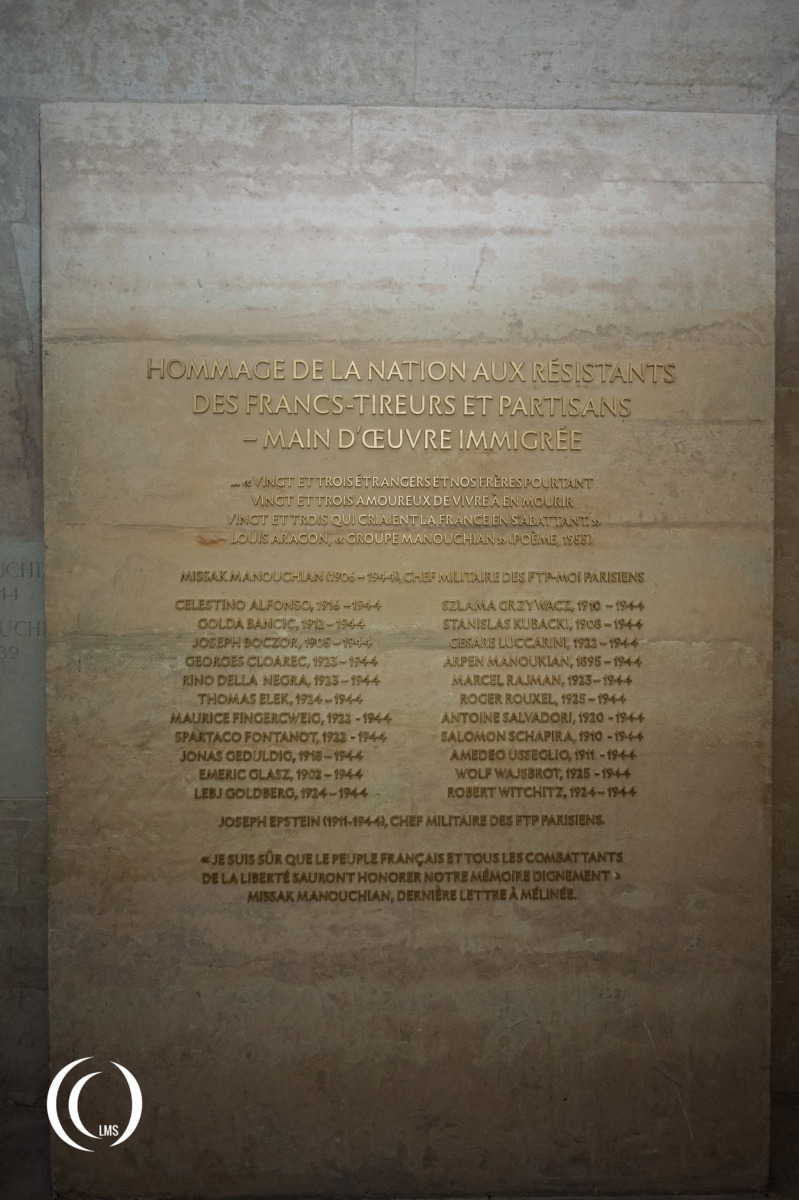 HOMMAGE DE LA NATION AUX RÉSISTANTS
DES FRANCS-TIREURS ET PARTISANS
– MAIN D'ŒUVRE IMMIGRÉE
... « VINGT ET TROIS ÉTRANGERS ET NOS FRÈRES POURTANT
VINGT ET TROIS AMOUREUX DE VIVRE À EN MOURIR
VINGT ET TROIS QUI CRIAIENT LA FRANCE EN S'ABATTANT. »
LOUIS ARAGON, « GROUPE MANOUCHIAN » (POÈME, 1955)
MISSAK MANOUCHIAN (1906 – 1944), CHEF MILITAIRE DES FTP-MOI PARISIENS
CELESTINO ALFONSO, 1916 – 1944
GOLDA BANCIC, 1912 – 1944
JOSEPH BOCZOR, 1905 – 1944
GEORGES CLOAREC, 1923 – 1944
RINO DELLA NEGRA, 1923 – 1944
THOMAS ELEK, 1924 – 1944
MAURICE FINGERCWEIG, 1922 - 1944
SPARTACO FONTANOT, 1922 - 1944
JONAS GEDULDIG, 1918 – 1944
EMERIC GLASZ, 1902 – 1944
LEBJ GOLDBERG, 1924 – 1944
SZLAMA GRZYWACZ, 1910 – 1944
STANISLAS KUBACKI, 1908 – 1944
CESARE LUCCARINI, 1922 – 1944
ARPEN MANOUKIAN, 1895 – 1944
MARCEL RAJMAN, 1923 – 1944
ROGER ROUXEL, 1925 – 1944
ANTOINE SALVADORI, 1920 - 1944
SALOMON SCHAPIRA, 1910 - 1944
AMEDEO USSEGLIO, 1911 - 1944
WOLF WAJSBROT, 1925 - 1944
ROBERT WITCHITZ, 1924 – 1944
JOSEPH EPSTEIN (1911-1944), CHEF MILITAIRE DES FTP PARISIENS.
« JE SUIS SÛR QUE LE PEUPLE FRANÇAIS ET TOUS LES COMBATTANTS
DE LA LIBERTÉ SAURONT HONORER NOTRE MÉMOIRE DIGNEMENT »
MISSAK MANOUCHIAN, DERNIÈRE LETTRE À MÉLINÉE.
LMS